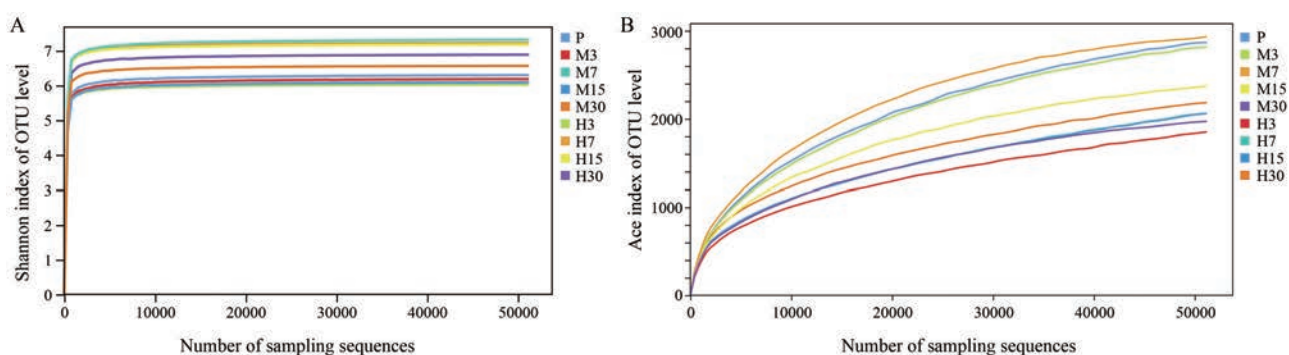 A
Shannon index of OTU level
7
6
5
4
3
2
1
0
0 10000 20000 30000 40000 50000
Number of sampling sequences
P
M3
M7
M15
M30
H3
H7
H15
H30
B
Ace index of OTU level
3000
2000
1000
0
0 10000 20000 30000 40000 50000
Number of sampling sequences
P
M3
M7
M15
M30
H3
H7
H15
H30